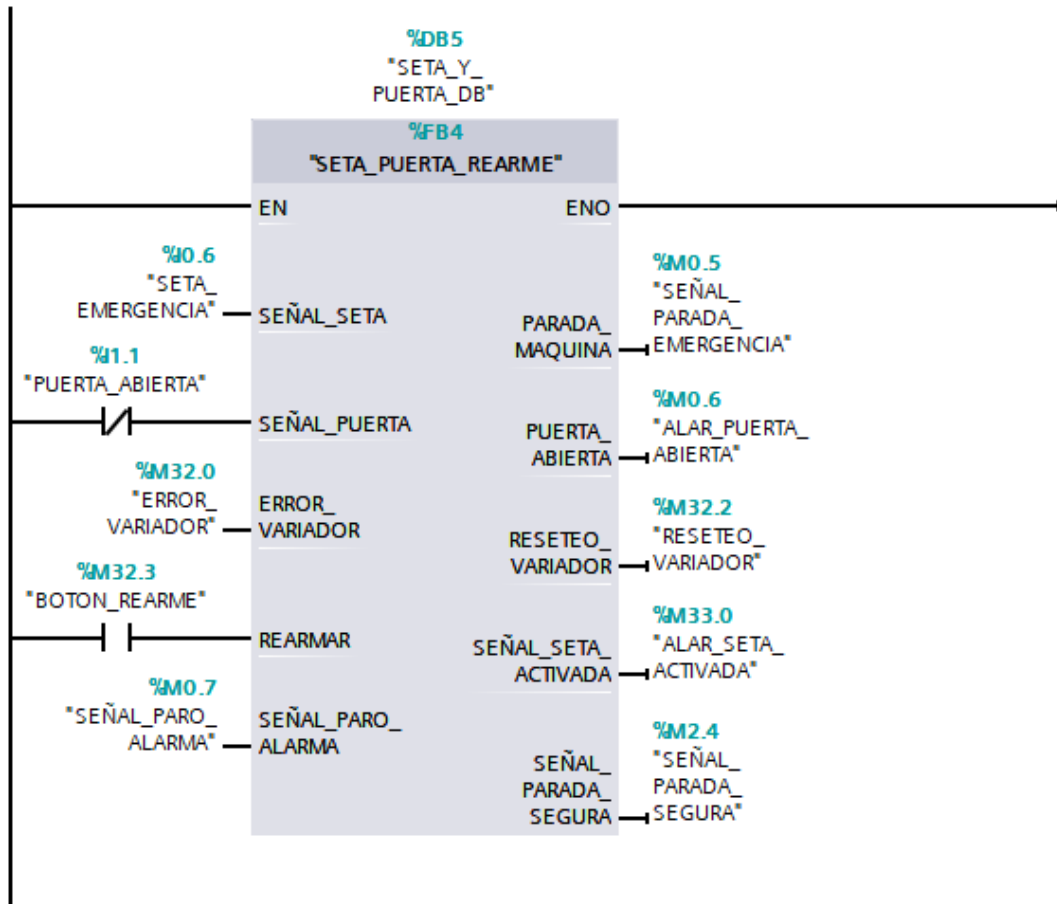 %DB5
"SETA_Y_
PUERTA_DB"
%FB4
"SETA_PUERTA_REARME"
EN
ENO
%I0.6
"SETA_
EMERGENCIA"
SEÑAL_SETA
%I1.1
"PUERTA_ABIERTA"
SEÑAL_PUERTA
%M32.0
"ERROR_
VARIADOR"
ERROR_
VARIADOR
%M32.3
"BOTON_REARME"
REARMAR
%M0.7
"SEÑAL_PARO_
ALARMA"
SEÑAL_PARO_
ALARMA
PARADA_
MAQUINA
%M0.5
"SEÑAL_
PARADA_
EMERGENCIA"
PUERTA_
ABIERTA
%M0.6
"ALAR_PUERTA_
ABIERTA"
RESETEO_
VARIADOR
%M32.2
"RESETEO_
VARIADOR"
SEÑAL_SETA_
ACTIVADA
%M33.0
"ALAR_SETA_
ACTIVADA"
SEÑAL_
PARADA_
SEGURA
%M2.4
"SEÑAL_
PARADA_
SEGURA"